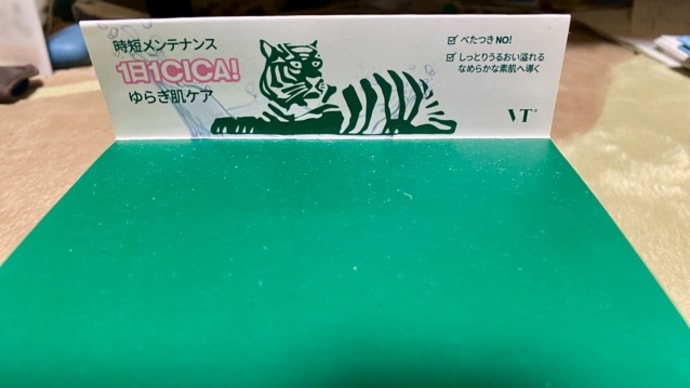 時短メンテナンス
1日1CICA!
ゆらぎ肌ケア
べたつきNO!
しっとりうるおい溢れる
なめらかな素肌へ導く
VT